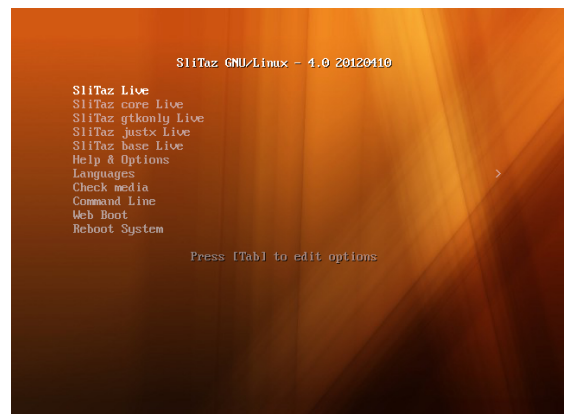 SliTaz GNU/Linux - 4.0 20120410
SliTaz Live
SliTaz core Live
SliTaz gtkonly Live
SliTaz justx Live
SliTaz base Live
Help & Options
Languages >
Check media
Command Line
Web Boot
Reboot System
Press [Tab] to edit options